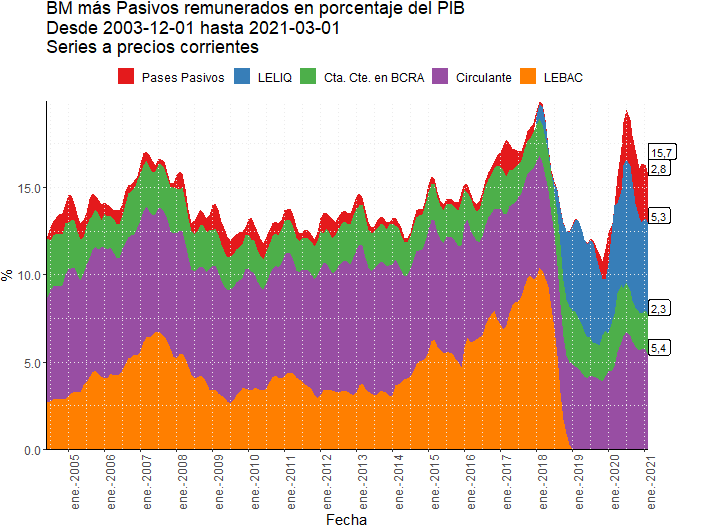 BM más Pasivos remunerados en porcentaje del PIB
Desde 2003-12-01 hasta 2021-03-01
Series a precios corrientes
Pases Pasivos LELIQ Cta. Cte. en BCRA Circulante LEBAC
15.0
10.0
5.0
0.0
%
15,7
2,8
5,3
2,3
5,4
ene.-2005 ene.-2006 ene.-2007 ene.-2008 ene.-2009 ene.-2010 ene.-2011 ene.-2012 ene.-2013 ene.-2014 ene.-2015 ene.-2016 ene.-2017 ene.-2018 ene.-2019 ene.-2020 ene.-2021
Fecha